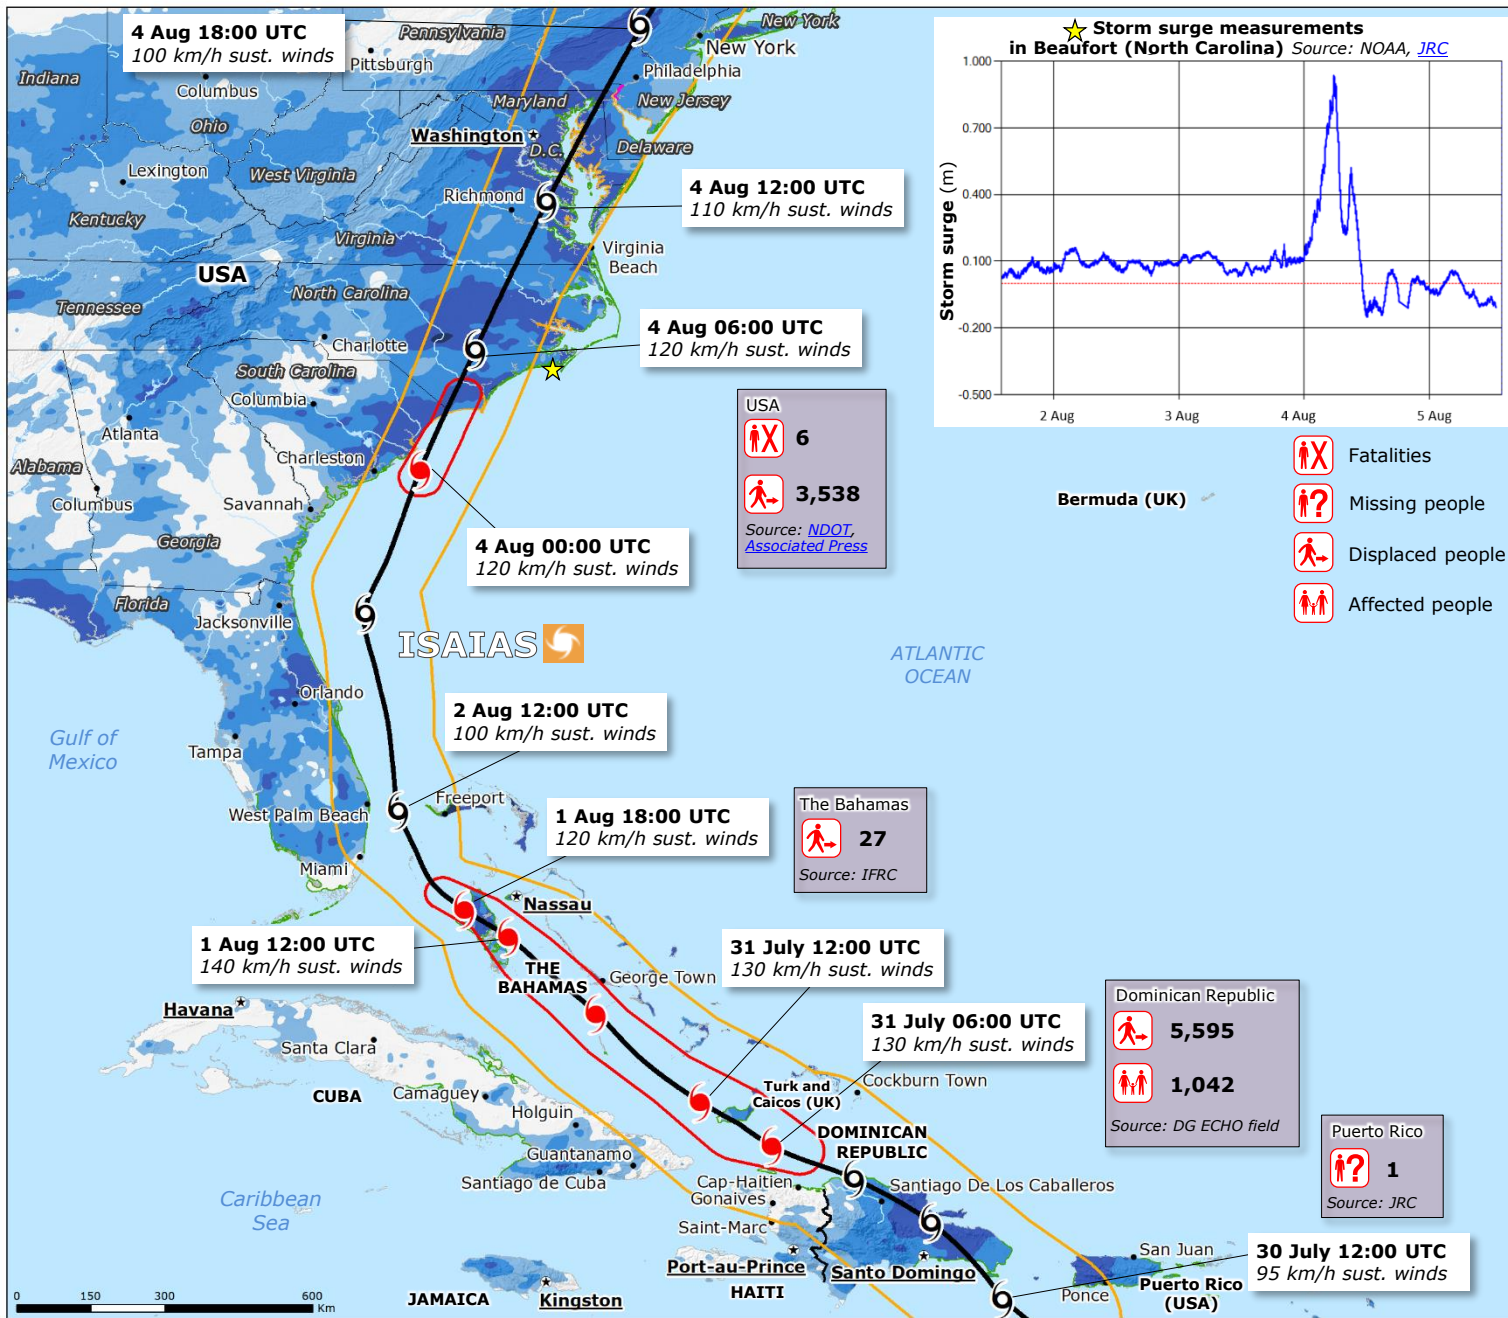 4 Aug 18:00 UTC
100 km/h sust. winds
Pennsylvania
New York
New York
Pittsburgh
Philadelphia
Indiana
Columbus
Ohio
Maryland
New Jersey
Washington
D.C.
Delaware
Lexington
West Virginia
Richmond
4 Aug 12:00 UTC
110 km/h sust. winds
Kentucky
Virginia
Virginia
Beach
USA
North Carolina
Tennessee
Charlotte
4 Aug 06:00 UTC
120 km/h sust. winds
South Carolina
Columbia
Atlanta
Alabama
Charleston
Columbus
Savannah
Georgia
4 Aug 00:00 UTC
120 km/h sust. winds
Florida
Jacksonville
ISAIAS
ATLANTIC
OCEAN
Orlando
2 Aug 12:00 UTC
100 km/h sust. winds
Gulf of
Mexico
Tampa
West Palm Beach
Freeport
1 Aug 18:00 UTC
120 km/h sust. winds
Miami
Nassau
1 Aug 12:00 UTC
140 km/h sust. winds
THE
BAHAMAS
George Town
31 July 12:00 UTC
130 km/h sust. winds
Havana
Santa Clara
CUBA
Camaguey
Holguin
Guantanamo
Santiago de Cuba
31 July 06:00 UTC
130 km/h sust. winds
Turk and
Caicos (UK)
Cockburn Town
DOMINICAN
REPUBLIC
Cap-Haitien
Gonaives
Santiago De Los Caballeros
Saint-Marc
Caribbean
Sea
Port-au-Prince
HAITI
Santo Domingo
JAMAICA
Kingston
San Juan
Ponce
Puerto Rico
(USA)
30 July 12:00 UTC
95 km/h sust. winds
0 150 300 600
Km
Storm surge measurements
in Beaufort (North Carolina) Source: NOAA, JRC
Storm surge (m)
1.000
0.700
0.400
0.100
-0.200
-0.500
2 Aug 3 Aug 4 Aug 5 Aug
USA
6
3,538
Source: NDOT,
Associated Press
Bermuda (UK)
Fatalities
Missing people
Displaced people
Affected people
The Bahamas
27
Source: IFRC
Dominican Republic
5,595
1,042
Source: DG ECHO field
Puerto Rico
1
Source: JRC